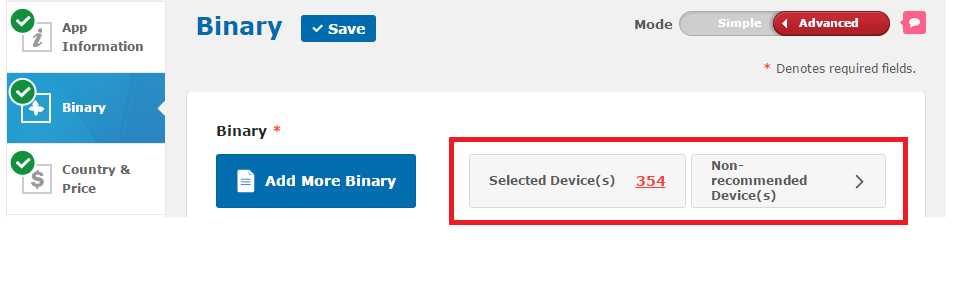 App
Information
Binary
Country &
Price
Binary
Save
Mode
Simple
Advanced
* Denotes required fields.
Binary *
Add More Binary
Selected Device(s) 354
Non-
recommended
Device(s)